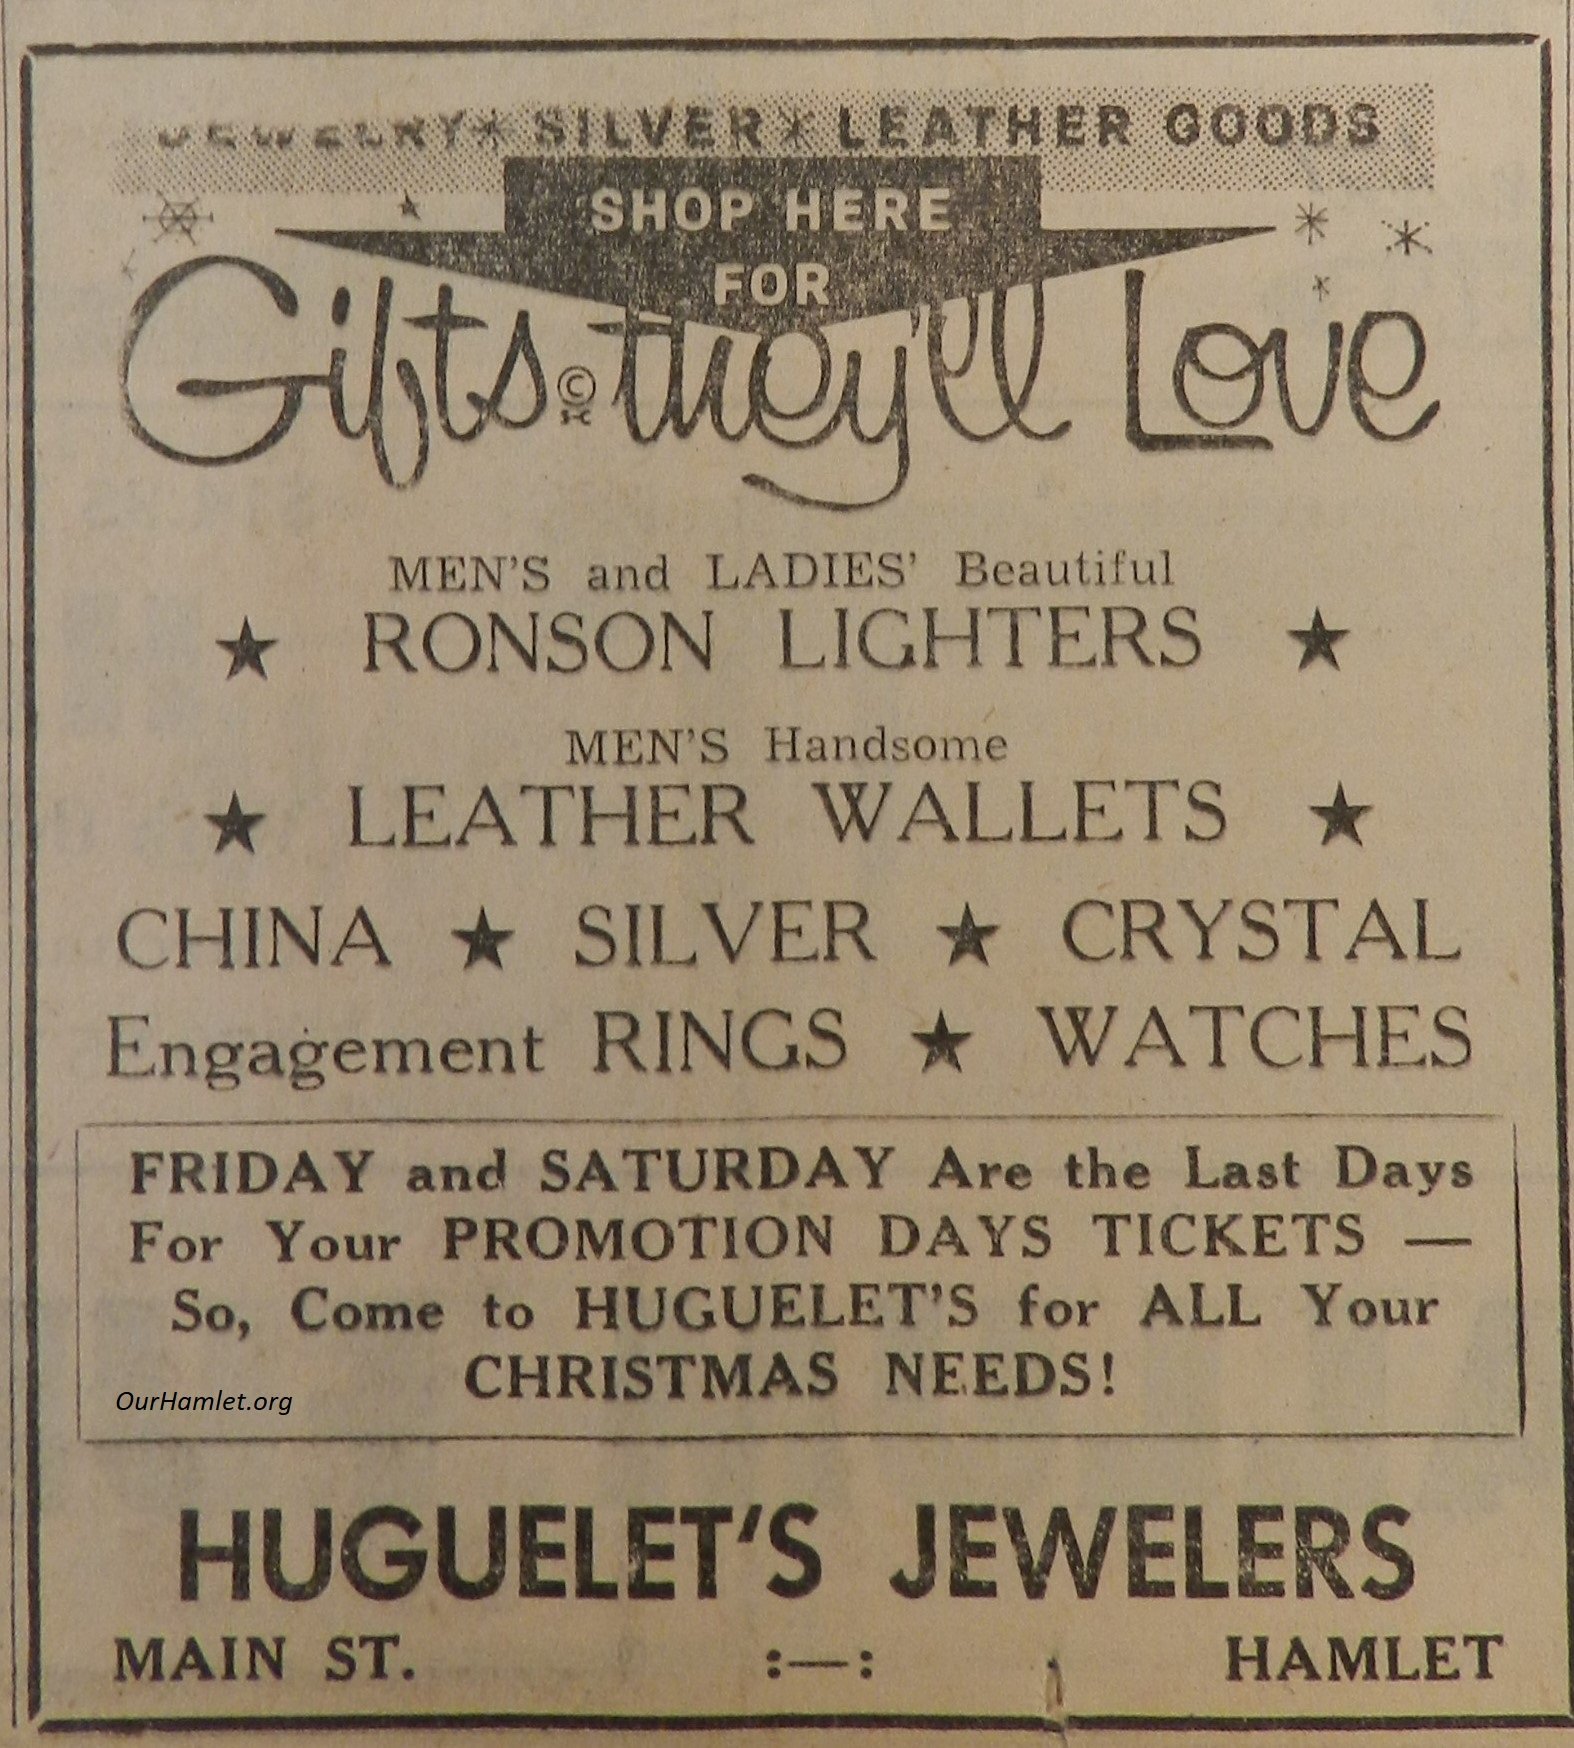 JEWELRY * SILVER * LEATHER GOODS
SHOP HERE
FOR
Gifts they'll Love
©
MEN'S and LADIES' Beautiful
★ RONSON LIGHTERS ★
MEN'S Handsome
★ LEATHER WALLETS ★
CHINA ★ SILVER ★ CRYSTAL
Engagement RINGS ★ WATCHES
FRIDAY and SATURDAY Are the Last Days
For Your PROMOTION DAYS TICKETS —
So, Come to HUGUELET'S for ALL Your
CHRISTMAS NEEDS!
OurHamlet.org
HUGUELET'S JEWELERS
MAIN ST. :—: HAMLET